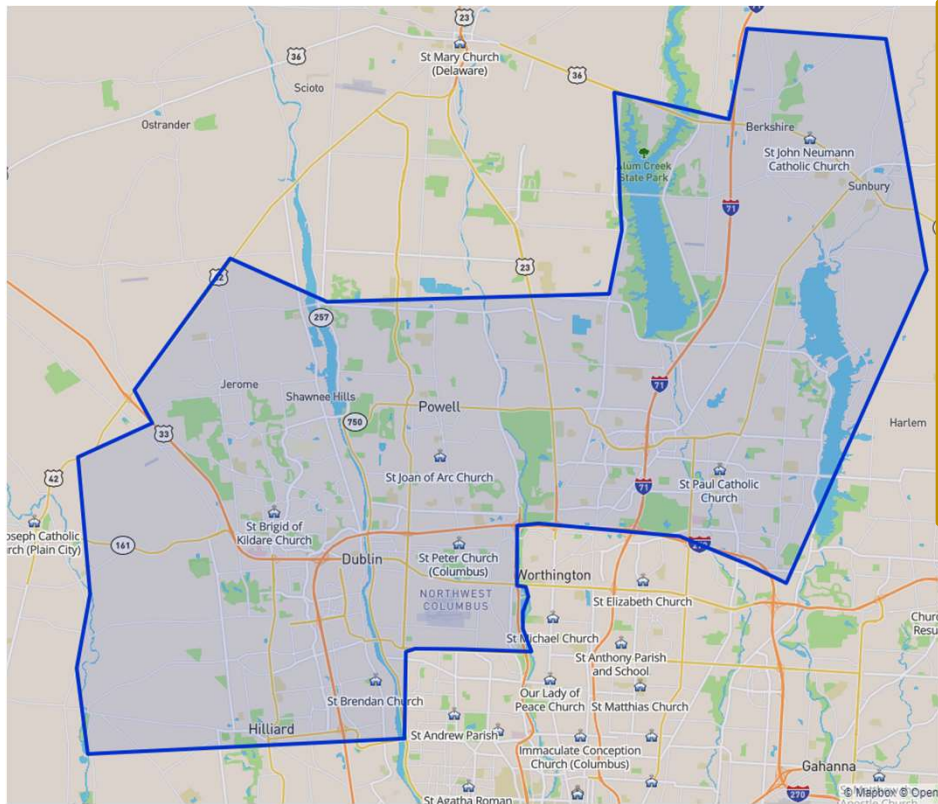 23
St Mary Church
(Delaware)
36
36
Scioto
Ostrander
Berkshire
St John Neumann
Catholic Church
Alum Creek
State Park
Sunbury
71
23
42
257
71
Jerome
Shawnee Hills
Powell
750
33
Harlem
42
St Joan of Arc Church
71
St Paul Catholic
Church
St Brigid of
Kildare Church
Joseph Catholic
Church (Plain City)
161
Dublin
St Peter Church
(Columbus)
Worthington
NORTHWEST
COLUMBUS
St Elizabeth Church
St Michael Church
St Anthony Parish
and School
St Brendan Church
Our Lady of
Peace Church
St Matthias Church
Hilliard
St Andrew Parish
Immaculate Conception
Church (Columbus)
Gahanna
St Agatha Roman
270
© Mapbox © Open